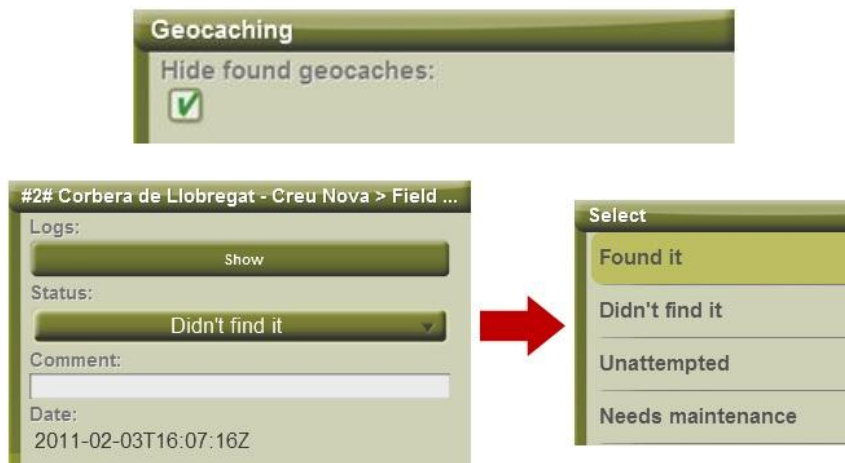 Geocaching
Hide found geocaches:
#2# Corbera de Llobregat - Creu Nova > Field ...
Logs:
Show
Status:
Didn't find it
Comment:
Date:
2011-02-03T16:07:16Z
Select
Found it
Didn't find it
Unattempted
Needs maintenance